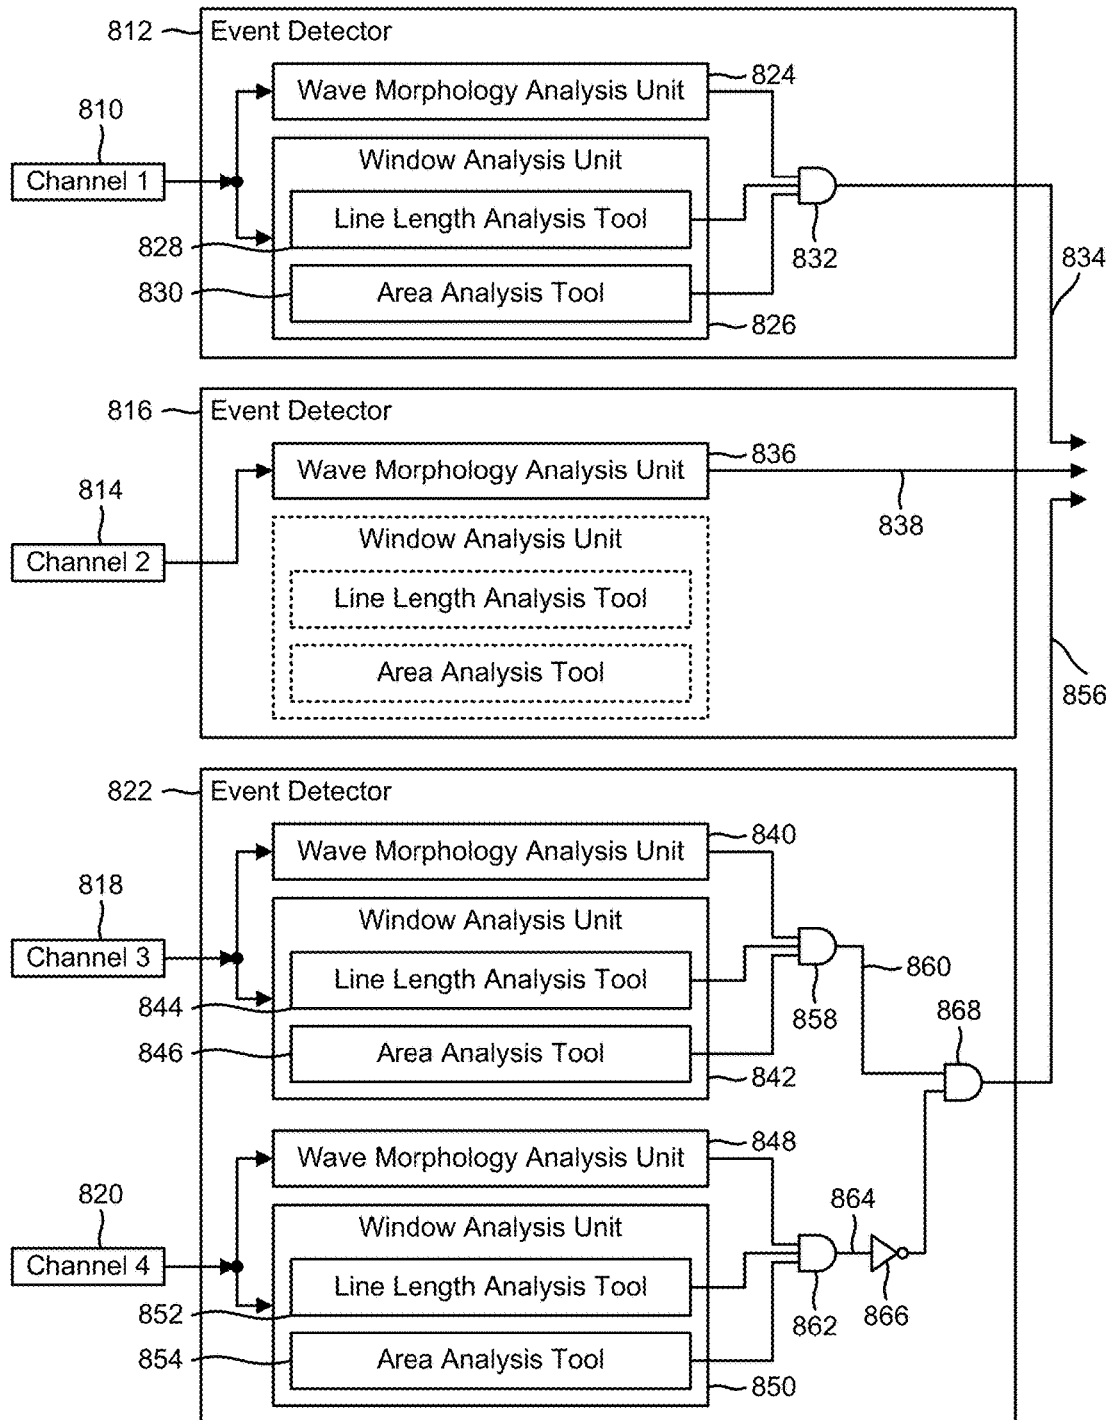 812
Event Detector
Wave Morphology Analysis Unit
824
810
Channel 1
Window Analysis Unit
Line Length Analysis Tool
828
832
834
830
Area Analysis Tool
826
816
Event Detector
Wave Morphology Analysis Unit
836
814
838
Channel 2
Window Analysis Unit
Line Length Analysis Tool
Area Analysis Tool
856
822
Event Detector
Wave Morphology Analysis Unit
840
818
Channel 3
Window Analysis Unit
Line Length Analysis Tool
844
858
860
868
846
Area Analysis Tool
842
Wave Morphology Analysis Unit
848
820
Channel 4
Window Analysis Unit
864
Line Length Analysis Tool
852
862
866
854
Area Analysis Tool
850